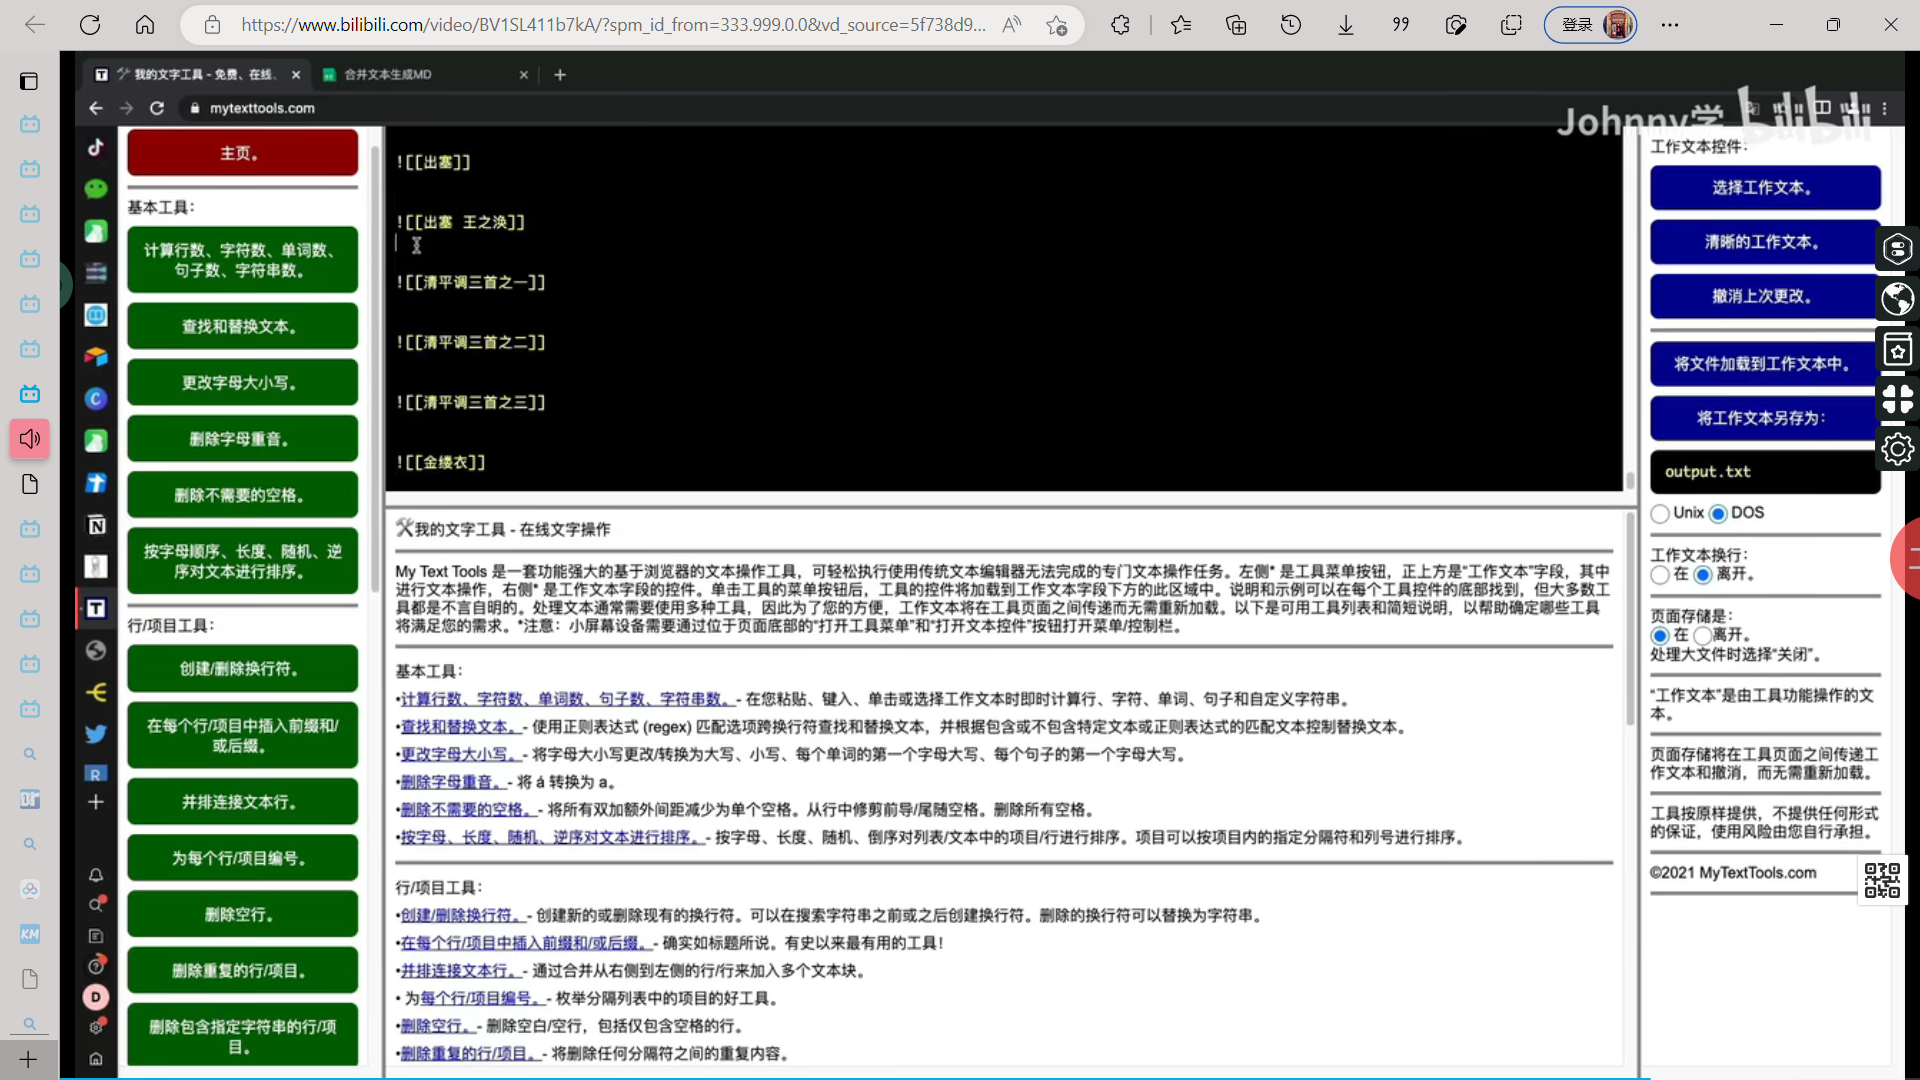 https://www.bilibili.com/video/BV1SL411b7kA/?spm_id_from=333.999.0.0&vd_source=5f738d9...
登录
我的文字工具 - 免费、在线、
合并文本生成MD
mytexttools.com
Johnny学
bilibili
主页。
基本工具：
计算行数、字符数、单词数、
句子数、字符串数。
查找和替换文本。
更改字母大小写。
删除字母重音。
删除不需要的空格。
按字母顺序、长度、随机、逆
序对文本进行排序。
行/项目工具：
创建/删除换行符。
在每个行/项目中插入前缀和/
或后缀。
并排连接文本行。
为每个行/项目编号。
删除空行。
删除重复的行/项目。
删除包含指定字符串的行/项
目。
![[出塞]]
![[出塞 王之涣]]
![[清平调三首之一]]
![[清平调三首之二]]
![[清平调三首之三]]
![[金缕衣]]
🛠我的文字工具 - 在线文字操作
My Text Tools 是一套功能强大的基于浏览器的文本操作工具，可轻松执行使用传统文本编辑器无法完成的专门文本操作任务。左侧* 是工具菜单按钮，正上方是“工作文本”字段，其中
进行文本操作，右侧* 是工作文本字段的控件。单击工具的菜单按钮后，工具的控件将加载到工作文本字段下方的此区域中。说明和示例可以在每个工具控件的底部找到，但大多数工
具都是不言自明的。处理文本通常需要使用多种工具，因此为了您的方便，工作文本将在工具页面之间传递而无需重新加载。以下是可用工具列表和简短说明，以帮助确定哪些工具
将满足您的需求。*注意：小屏幕设备需要通过位于页面底部的“打开工具菜单”和“打开文本控件”按钮打开菜单/控制栏。
基本工具：
•计算行数、字符数、单词数、句子数、字符串数。- 在您粘贴、键入、单击或选择工作文本时即时计算行、字符、单词、句子和自定义字符串。
•查找和替换文本。- 使用正则表达式 (regex) 匹配选项跨换行符查找和替换文本，并根据包含或不包含特定文本或正则表达式的匹配文本控制替换文本。
•更改字母大小写。- 将字母大小写更改/转换为大写、小写、每个单词的第一个字母大写、每个句子的第一个字母大写。
•删除字母重音。- 将 á 转换为 a。
•删除不需要的空格。- 将所有双加额外间距减少为单个空格。从行中修剪前导/尾随空格。删除所有空格。
•按字母、长度、随机、逆序对文本进行排序。- 按字母、长度、随机、倒序对列表/文本中的项目/行进行排序。项目可以按项目内的指定分隔符和列号进行排序。
行/项目工具：
•创建/删除换行符。- 创建新的或删除现有的换行符。可以在搜索字符串之前或之后创建换行符。删除的换行符可以替换为字符串。
•在每个行/项目中插入前缀和/或后缀。- 确实如标题所说。有史以来最有用的工具！
•并排连接文本行。- 通过合并从右侧到左侧的行/行来加入多个文本块。
• 为每个行/项目编号。- 枚举分隔列表中的项目的好工具。
•删除空行。- 删除空白/空行，包括仅包含空格的行。
•删除重复的行/项目。- 将删除任何分隔符之间的重复内容。
工作文本控件：
选择工作文本。
清晰的工作文本。
撤消上次更改。
将文件加载到工作文本中。
将工作文本另存为：
output.txt
Unix DOS
工作文本换行：
在 离开。
页面存储是：
在 离开。
处理大文件时选择“关闭”。
“工作文本”是由工具功能操作的文
本。
页面存储将在工具页面之间传递工
作文本和撤消，而无需重新加载。
工具按原样提供，不提供任何形式
的保证，使用风险由您自行承担。
©2021 MyTextTools.com